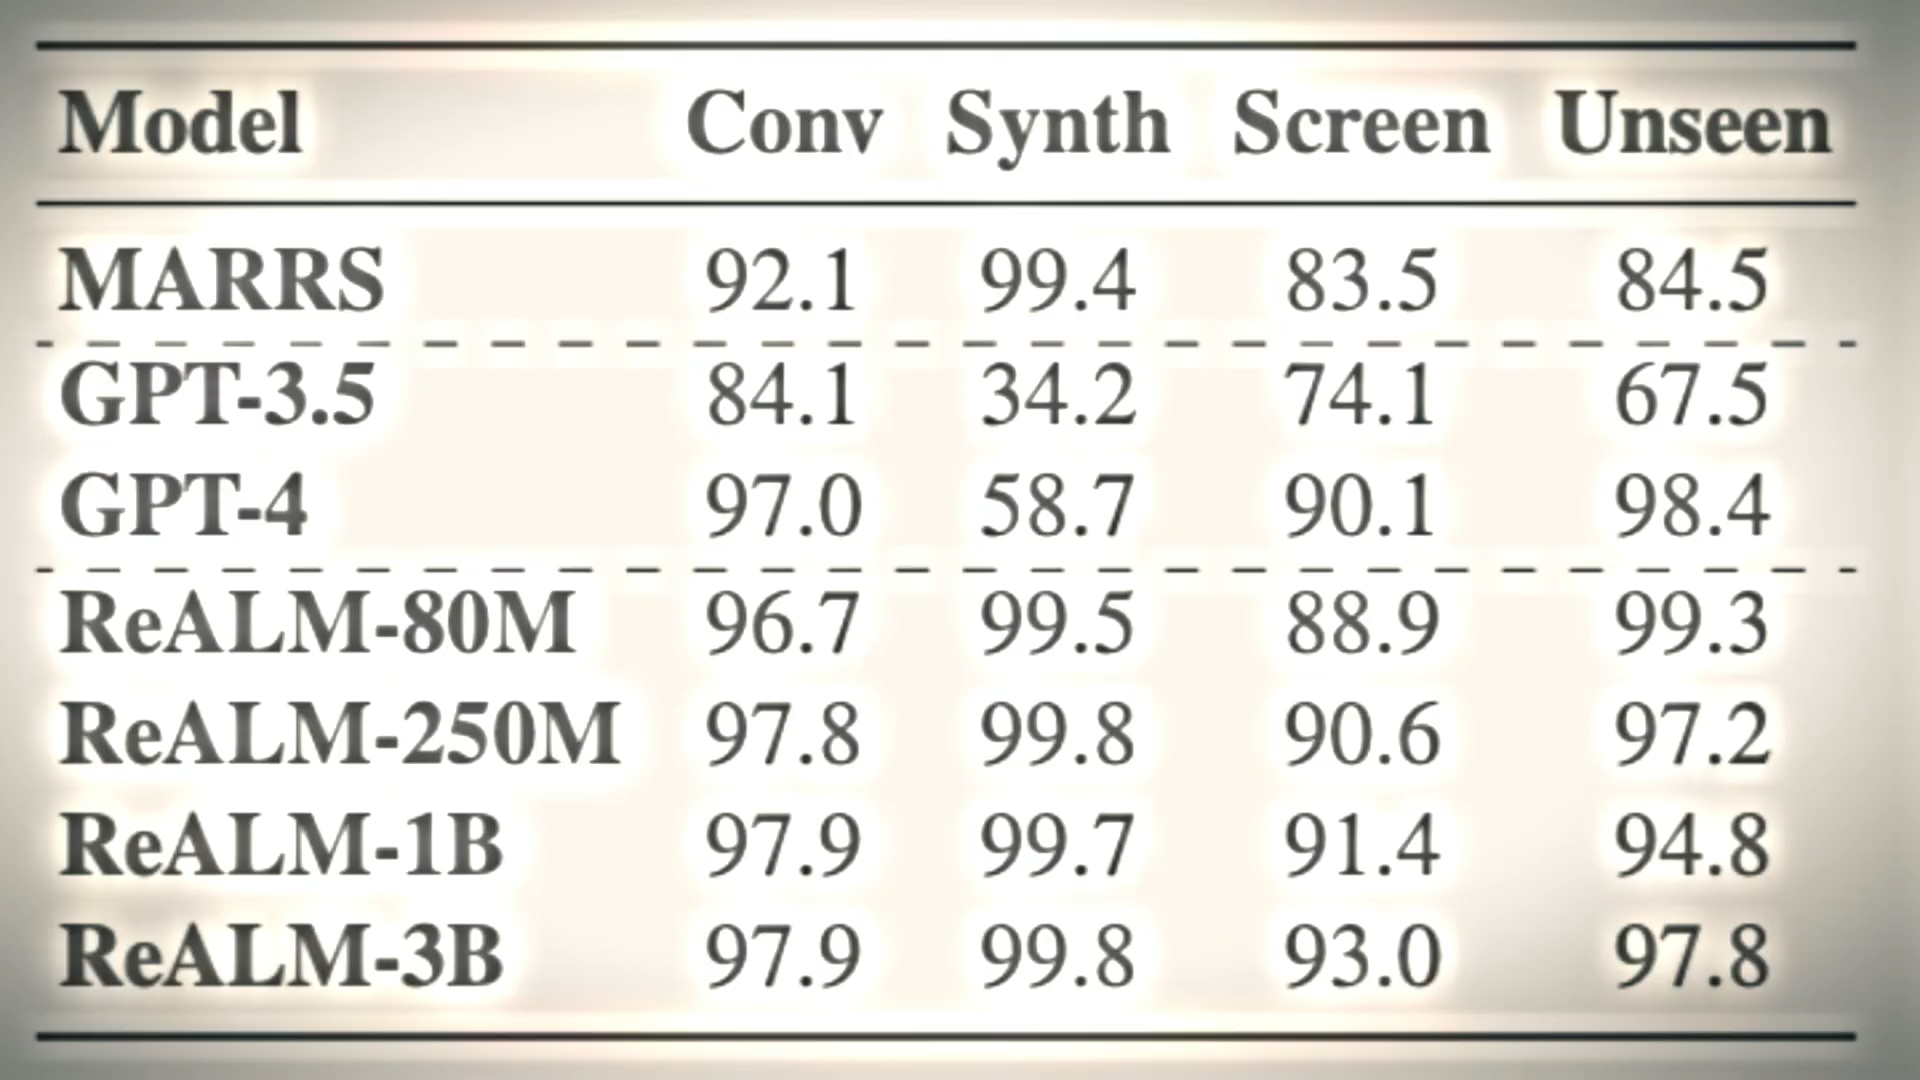 Model Conv Synth Screen Unseen
MARRS 92.1 99.4 83.5 84.5
GPT-3.5 84.1 34.2 74.1 67.5
GPT-4 97.0 58.7 90.1 98.4
ReALM-80M 96.7 99.5 88.9 99.3
ReALM-250M 97.8 99.8 90.6 97.2
ReALM-1B 97.9 99.7 91.4 94.8
ReALM-3B 97.9 99.8 93.0 97.8